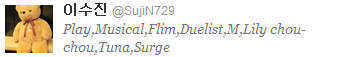 이수진 @SujiN729
Play,Musical,Flim,Duelist,M,Lily chou-
chou,Tuna,Surge